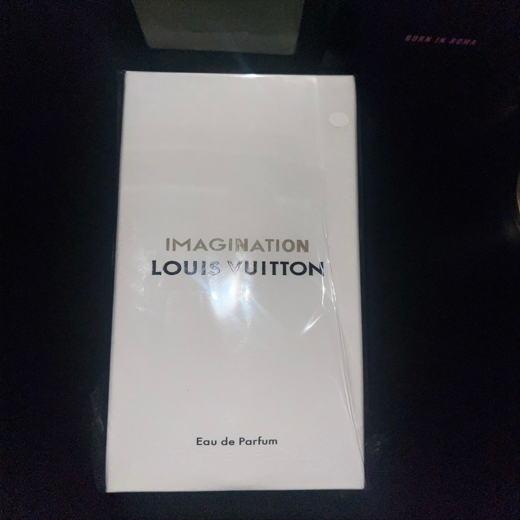 BORN IN ROMA
IMAGINATION
LOUIS VUITTON
Eau de Parfum